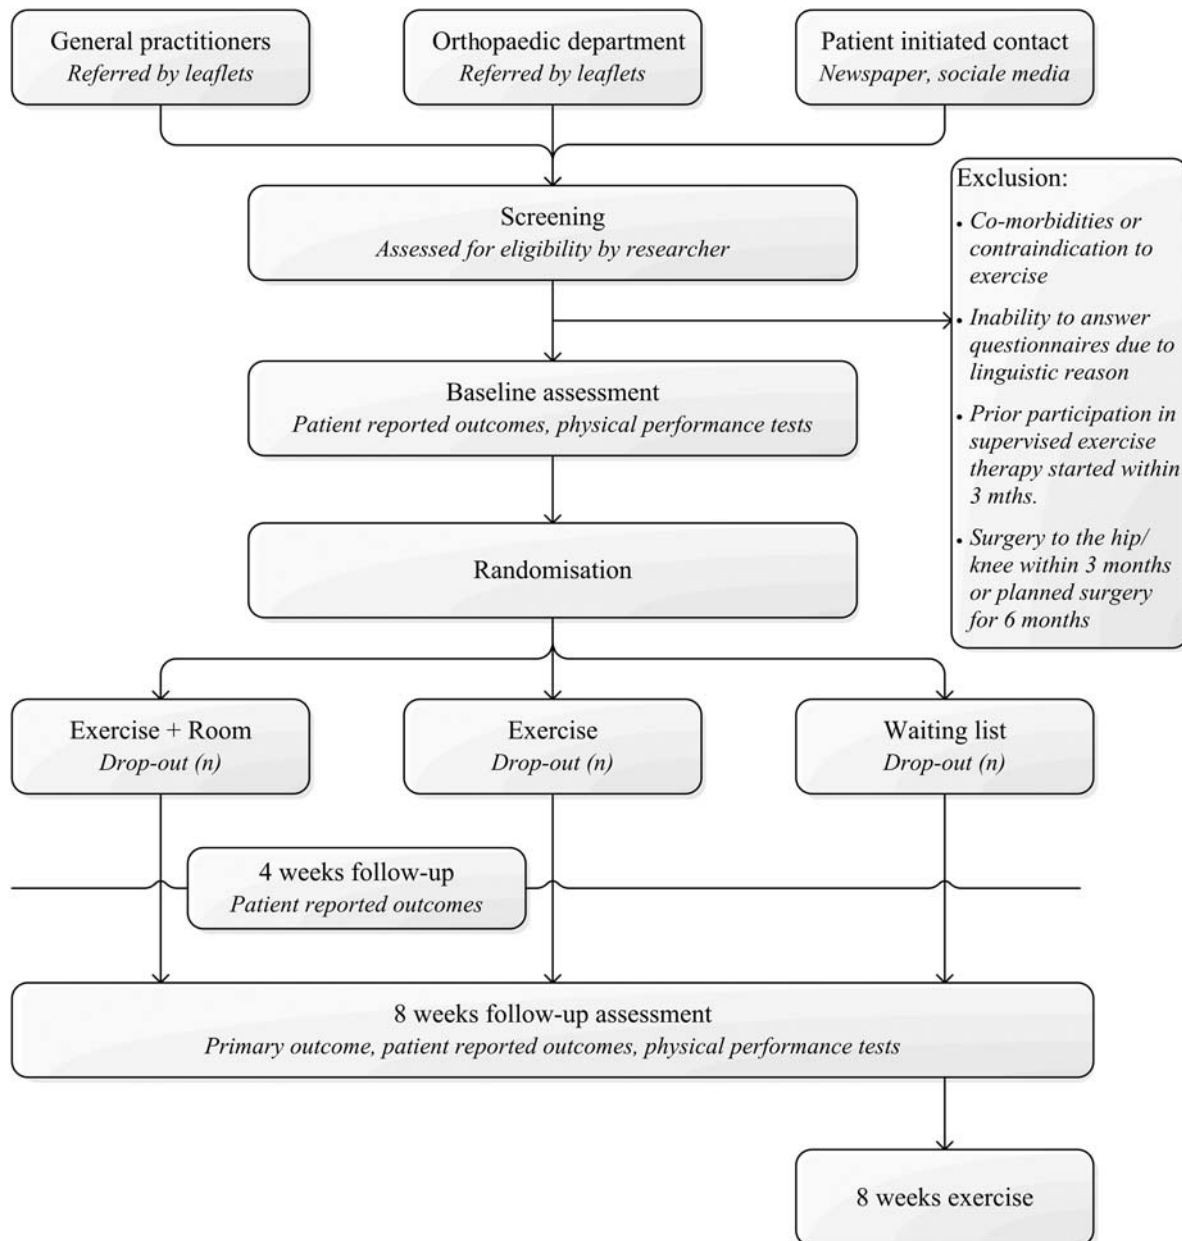 General practitioners
Referred by leaflets
Orthopaedic department
Referred by leaflets
Patient initiated contact
Newspaper, sociale media
Screening
Assessed for eligibility by researcher
Exclusion:
• Co-morbidities or
contraindication to
exercise
• Inability to answer
questionnaires due to
linguistic reason
• Prior participation in
supervised exercise
therapy started within
3 mths.
• Surgery to the hip/
knee within 3 months
or planned surgery
for 6 months
Baseline assessment
Patient reported outcomes, physical performance tests
Randomisation
Exercise + Room
Drop-out (n)
Exercise
Drop-out (n)
Waiting list
Drop-out (n)
4 weeks follow-up
Patient reported outcomes
8 weeks follow-up assessment
Primary outcome, patient reported outcomes, physical performance tests
8 weeks exercise